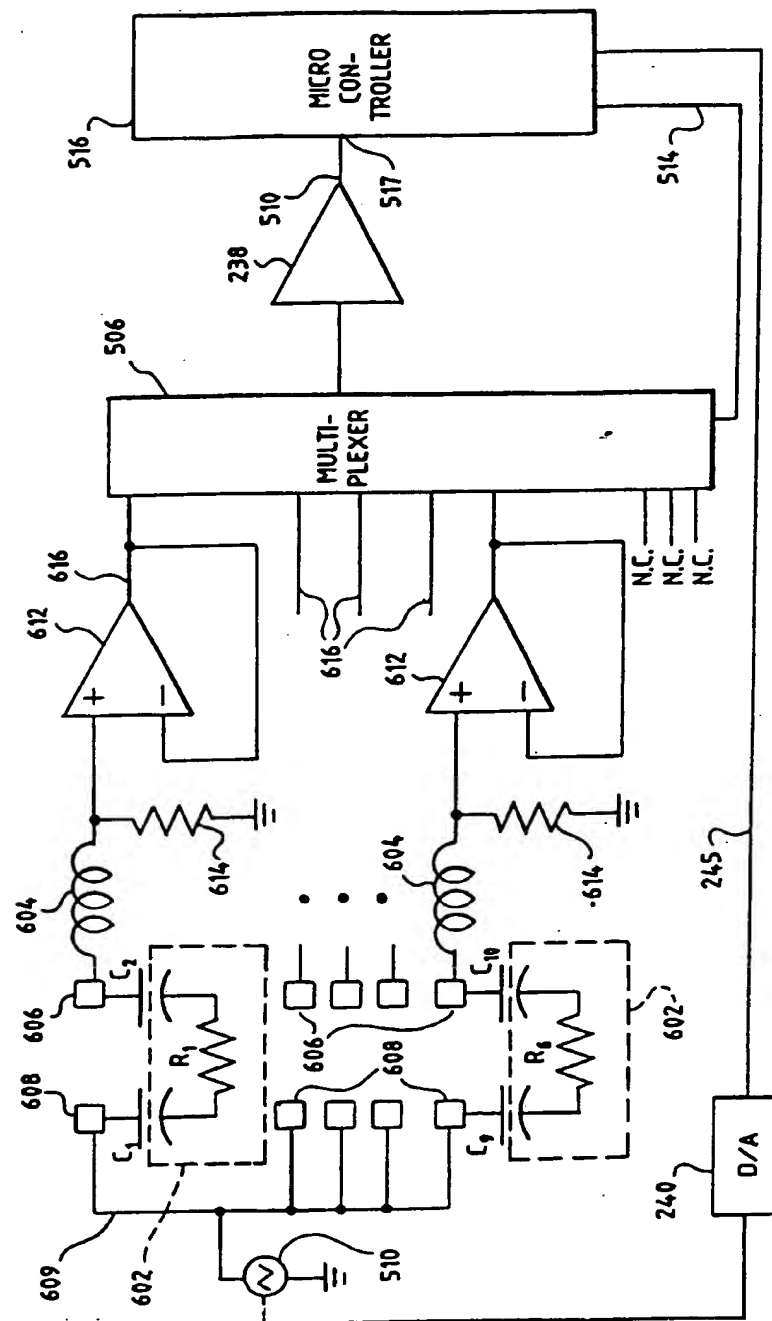 516
MICRO
CON-
TROLLER
510
517
514
238
506
MULTI-
PLEXER
616
612
616
612
N.C.
N.C.
N.C.
604
614
604
614
245
606
C2
608
C1
R1
602
606
608
C10
C9
R6
602
609
510
240
D/A